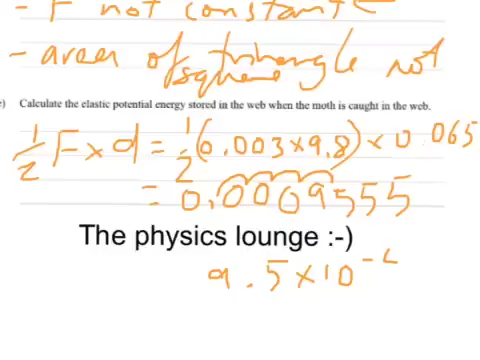 - F not constant
- area of triangle not
square
e) Calculate the elastic potential energy stored in the web when the moth is caught in the web.
1/2 F x d = 1/2 (0.003 x 9.8) x 0.065
= 0.0009555
The physics lounge :-)
9.5 x 10^-4